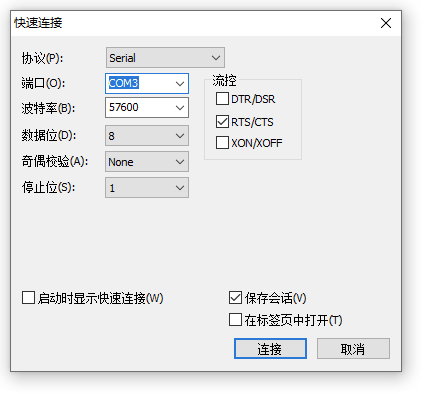 快速连接
协议(P): Serial
端口(O): COM3
波特率(B): 57600
数据位(D): 8
奇偶校验(A): None
停止位(S): 1
流控
DTR/DSR
RTS/CTS
XON/XOFF
启动时显示快速连接(W)
保存会话(V)
在标签页中打开(T)
连接 取消